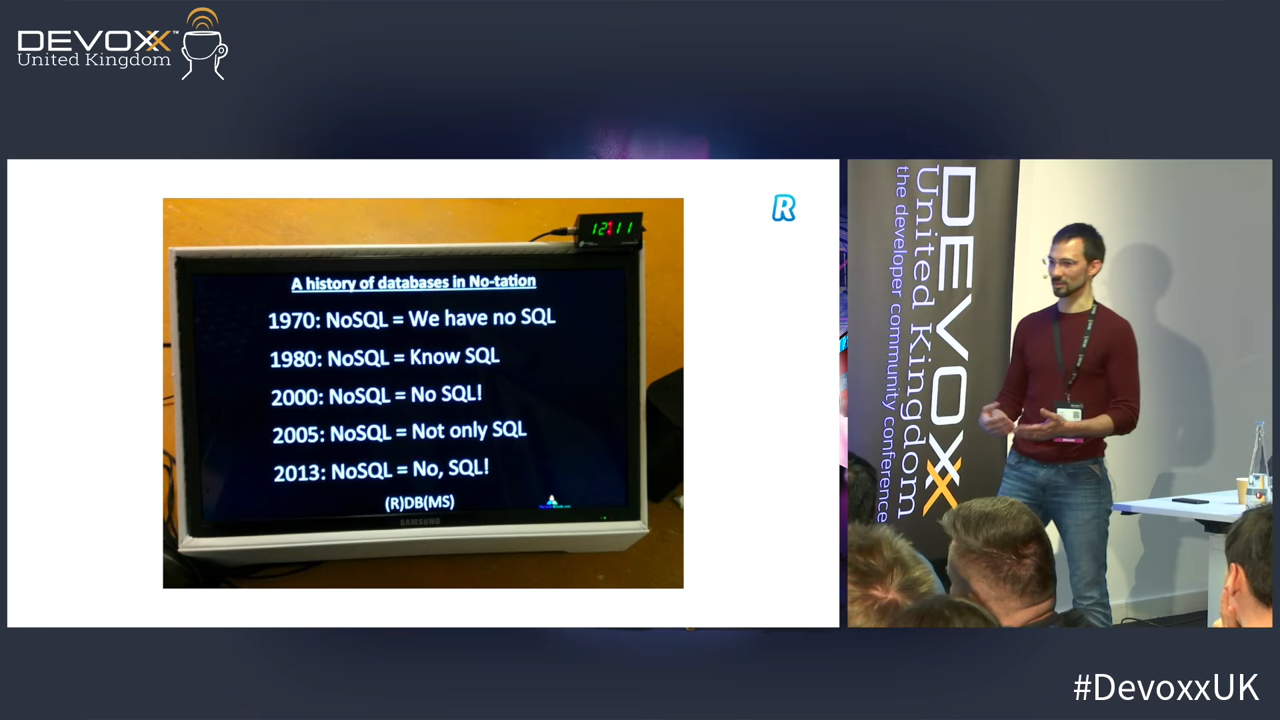 DEVOXX™
United Kingdom
R
12:11
A history of databases in No-tation
1970: NoSQL = We have no SQL
1980: NoSQL = Know SQL
2000: NoSQL = No SQL!
2005: NoSQL = Not only SQL
2013: NoSQL = No, SQL!
(R)DB(MS)
SAMSUNG
DEVOXX
United Kingdom
the developer community conference
#DevoxxUK